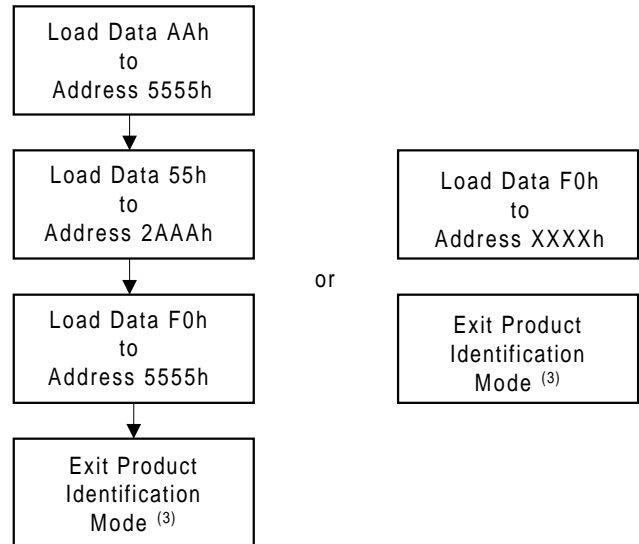 Load Data AAh
to
Address 5555h
Load Data 55h
to
Address 2AAAh
Load Data F0h
to
Address 5555h
Exit Product
Identification
Mode (3)
or
Load Data F0h
to
Address XXXXh
Exit Product
Identification
Mode (3)